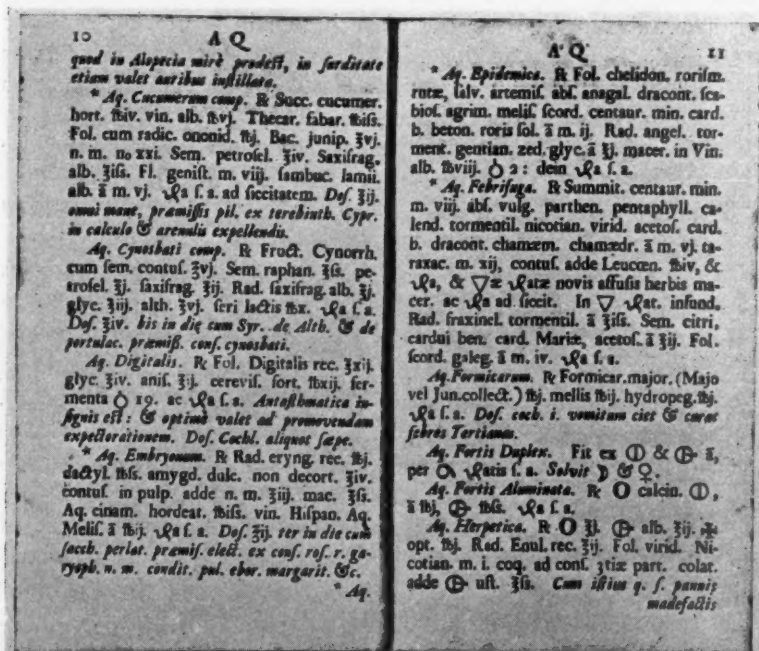 10 A Q
quod in Alopecia mirè prodeſt, in ſurditate
etiam valet auribus inſtillata.
* Aq. Cucumerum comp. ℞ Succ. cucumer.
hort. ℔iv. vin. alb. ℔vj. Thecar. fabar. ℔iſs.
Fol. cum radic. ononid. ℔j. Bac. junip. ℥vj.
n. m. no xxi. Sem. petroſel. ℥iv. Saxifrag.
alb. ℥iſs. Fl. geniſt. m. viij. ſambuc. lamii.
alb. ā m. vj. ſ. a. ad ſiccitatem. Doſ. ℥ij.
omni mane, præmiſſis pil. ex terebinth. Cypr.
in calculo & arenulis expellendis.
Aq. Cynosbati comp. ℞ Fruct. Cynorrh.
cum ſem. contuſ. ℥vj. Sem. raphan. ℥ſs. pe-
troſel. ℥j. ſaxifrag. ℥ij. Rad. ſaxifrag. alb. ℥j.
glyc. ℥iij. alth. ℥vj. ſeri lactis ℔x. ſ. a.
Doſ. ℥iv. bis in die cum Syr. de Alth. & de
portulac. præmiſſ. conſ. cynosbati.
Aq. Digitalis. ℞ Fol. Digitalis rec. ℥xij.
glyc. ℥iv. aniſ. ℥ij. cereviſ. fort. ℔xij. fer-
menta 19. ac ſ. a. Antaſthmatica in-
ſignis eſt: & optimè valet ad promovendam
expectorationem. Doſ. Cochl. aliquot ſæpe.
* Aq. Embryonum. ℞ Rad. eryng. rec. ℔j.
dactyl. ℔ſs. amygd. dulc. non decort. ℥iv.
contuſ. in pulp. adde n. m. ℥iij. mac. ℥ſs.
Aq. cinam. hordeat. ℔iſs. vin. Hiſpan. Aq.
Meliſ. ā ℔ij. ſ. a. Doſ. ℥ij. ter in die cum
ſacch. perlat. præmiſ. elect. ex conſ. roſ. r. ga-
ryoph. n. m. condit. pul. ebor. margarit. &c.
* Aq.
A Q 11
* Aq. Epidemica. ℞ Fol. chelidon. roriſm.
rutæ, ſalv. artemiſ. abſ. anagal. dracont. ſca-
bioſ. agrim. meliſ. ſcord. centaur. min. card.
b. beton. roris ſol. ā m. ij. Rad. angel. tor-
ment. gentian. zed. glyc. ā ℥j. macer. in Vin.
alb. ℔viij. 2: dein ſ. a.
* Aq. Febrifuga. ℞ Summit. centaur. min.
m. viij. abſ. vulg. parthen. pentaphyll. ca-
lend. tormentil. nicotian. virid. acetoſ. card.
b. dracont. chamæm. chamædr. ā m. vj. ta-
raxac. m. xij, contuſ. adde Leucœn. ℔iv, &
, & 🜄æ atæ novis affuſis herbis ma-
cer. ac ad ſiccit. In 🜄 at. infund.
Rad. fraxinel. tormentil. ā ℥iſs. Sem. citri,
cardui ben. card. Mariæ, acetoſ. ā ℥ij. Fol.
ſcord. galeg. ā m. iv. ſ. a.
Aq. Formicarum. ℞ Formicar. major. (Majo
vel Jun. collect.) ℔j. mellis ℔ij. hydropeg. ℔j.
ſ. a. Doſ. coch. i. vomitum ciet & curat
febres Tertianas.
Aq. Fortis Duplex. Fit ex 🜕 & ā,
per atis ſ. a. Solvit ☽ & ♀.
Aq. Fortis Aluminata. ℞ calcin. 🜕,
ā ℔j, ℔ſs. ſ. a.
Aq. Herpetica. ℞ ℥j. alb. ℥ij.
opt. ℔j. Rad. Enul. rec. ℥ij. Fol. virid. Ni-
cotian. m. i. coq. ad conſ. tiæ part. colat.
adde uſt. ℥ſs. Cum iſtius q. ſ. pannis
madefactis